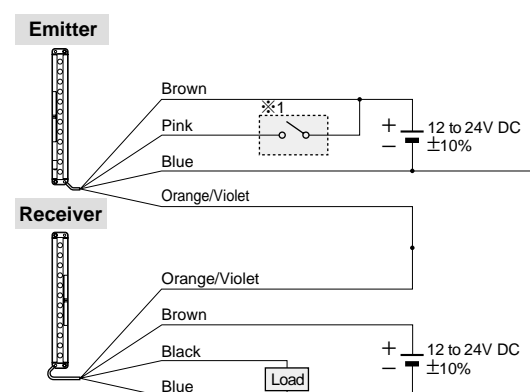 Emitter
Brown
※1
Pink
+ 12 to 24V DC
− ±10%
Blue
Orange/Violet
Receiver
Orange/Violet
Brown
Black
+ 12 to 24V DC
− ±10%
Load
Blue